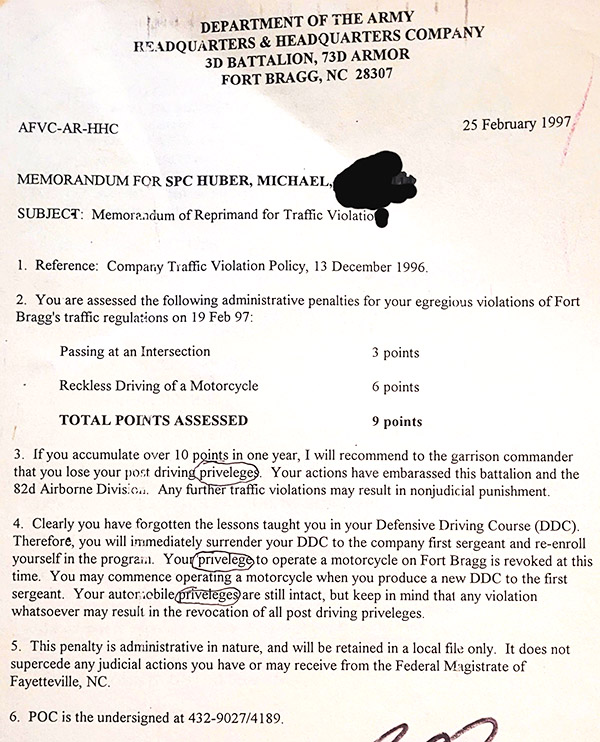 DEPARTMENT OF THE ARMY
HEADQUARTERS & HEADQUARTERS COMPANY
3D BATTALION, 73D ARMOR
FORT BRAGG, NC 28307
AFVC-AR-HHC
25 February 1997
MEMORANDUM FOR SPC HUBER, MICHAEL,
SUBJECT: Memorandum of Reprimand for Traffic Violatio
1. Reference: Company Traffic Violation Policy, 13 December 1996.
2. You are assessed the following administrative penalties for your egregious violations of Fort
Bragg's traffic regulations on 19 Feb 97:
Passing at an Intersection 3 points
Reckless Driving of a Motorcycle 6 points
TOTAL POINTS ASSESSED 9 points
3. If you accumulate over 10 points in one year, I will recommend to the garrison commander
that you lose your post driving priveleges. Your actions have embarassed this battalion and the
82d Airborne Division. Any further traffic violations may result in nonjudicial punishment.
4. Clearly you have forgotten the lessons taught you in your Defensive Driving Course (DDC).
Therefore, you will immediately surrender your DDC to the company first sergeant and re-enroll
yourself in the program. Your privelege to operate a motorcycle on Fort Bragg is revoked at this
time. You may commence operating a motorcycle when you produce a new DDC to the first
sergeant. Your automobile priveleges are still intact, but keep in mind that any violation
whatsoever may result in the revocation of all post driving priveleges.
5. This penalty is administrative in nature, and will be retained in a local file only. It does not
supercede any judicial actions you have or may receive from the Federal Magistrate of
Fayetteville, NC.
6. POC is the undersigned at 432-9027/4189.